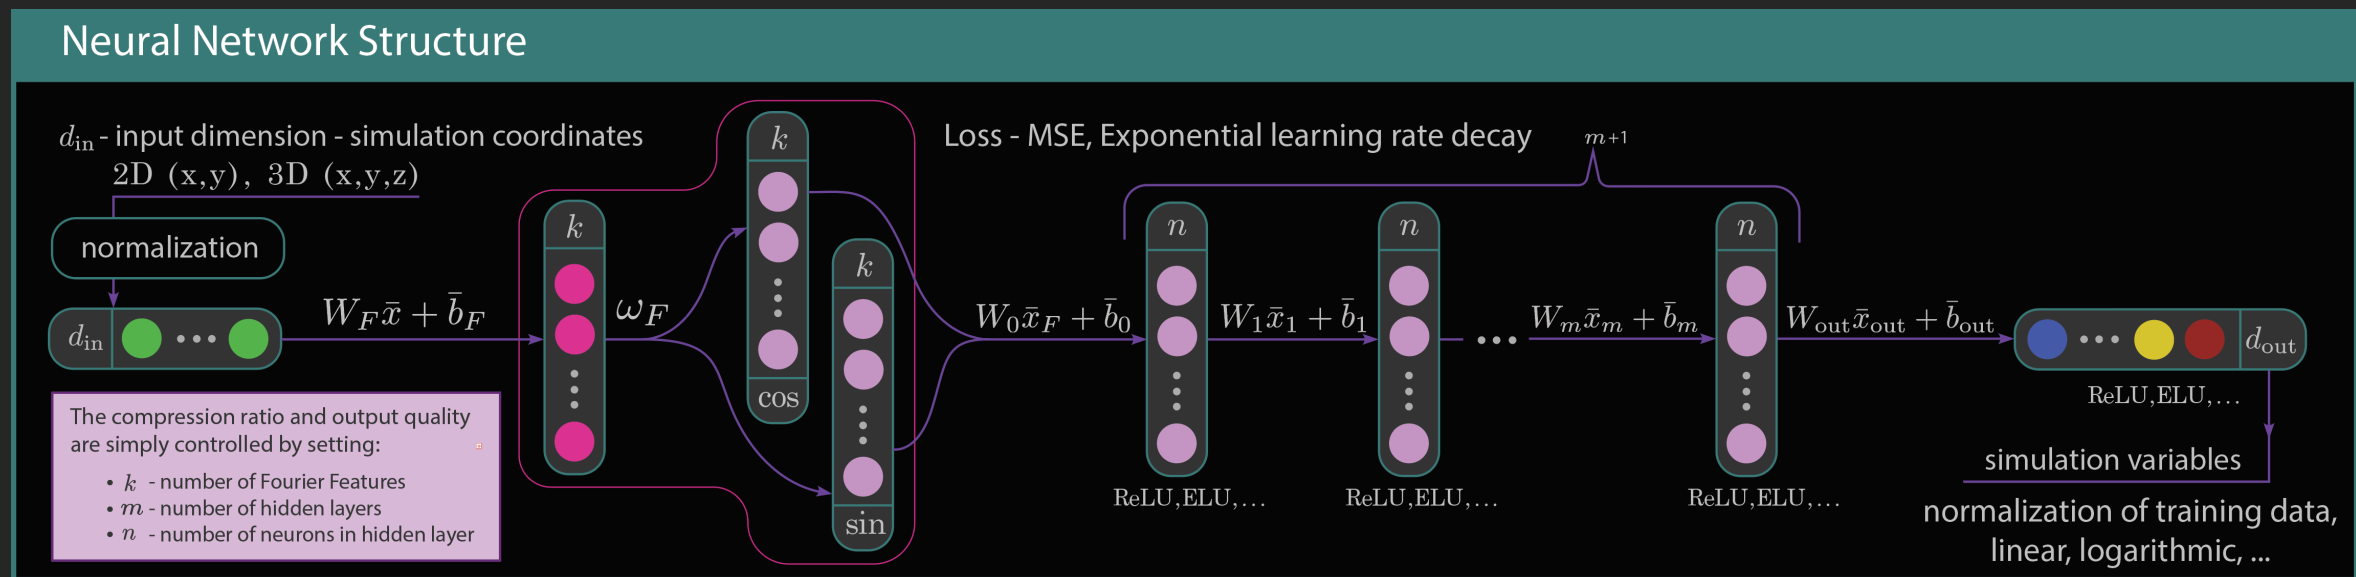 Neural Network Structure
d_in - input dimension - simulation coordinates
2D (x,y), 3D (x,y,z)
normalization
d_in
W_F x̄ + b̄_F
k
ω_F
k
cos
k
sin
Loss - MSE, Exponential learning rate decay
m+1
W_0 x̄_F + b̄_0
n
ReLU,ELU,...
W_1 x̄_1 + b̄_1
n
ReLU,ELU,...
W_m x̄_m + b̄_m
n
ReLU,ELU,...
W_out x̄_out + b̄_out
d_out
ReLU,ELU,...
simulation variables
normalization of training data,
linear, logarithmic, ...
The compression ratio and output quality
are simply controlled by setting:
• k - number of Fourier Features
• m - number of hidden layers
• n - number of neurons in hidden layer